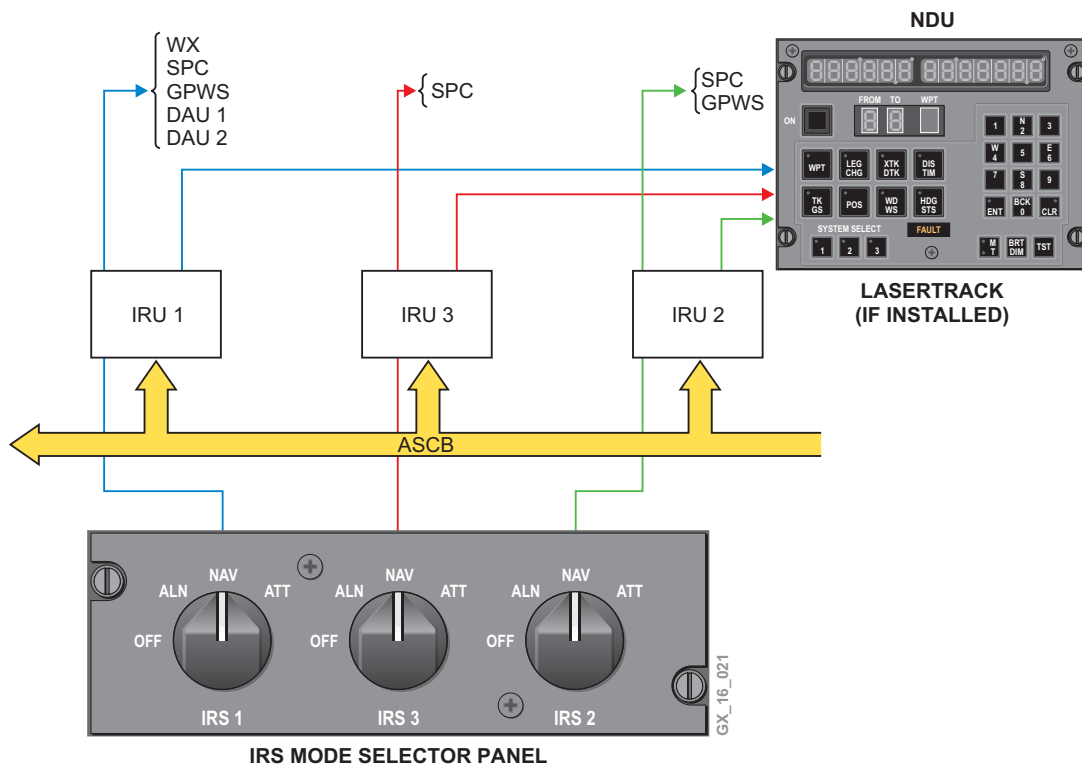 NDU
WX
SPC
GPWS
DAU 1
DAU 2
SPC
SPC
GPWS
FROM TO WPT
ON
1 N 2 3
W 4 5 E 6
7 S 8 9
ENT BCK 0 CLR
WPT LEG CHG XTK DTK DIS TIM
TK GS POS WD WS HDG STS
SYSTEM SELECT
FAULT
1 2 3
M T BRT DIM TST
LASERTRACK
(IF INSTALLED)
IRU 1
IRU 3
IRU 2
ASCB
OFF ALN NAV ATT
OFF ALN NAV ATT
OFF ALN NAV ATT
IRS 1
IRS 3
IRS 2
GX_16_021
IRS MODE SELECTOR PANEL